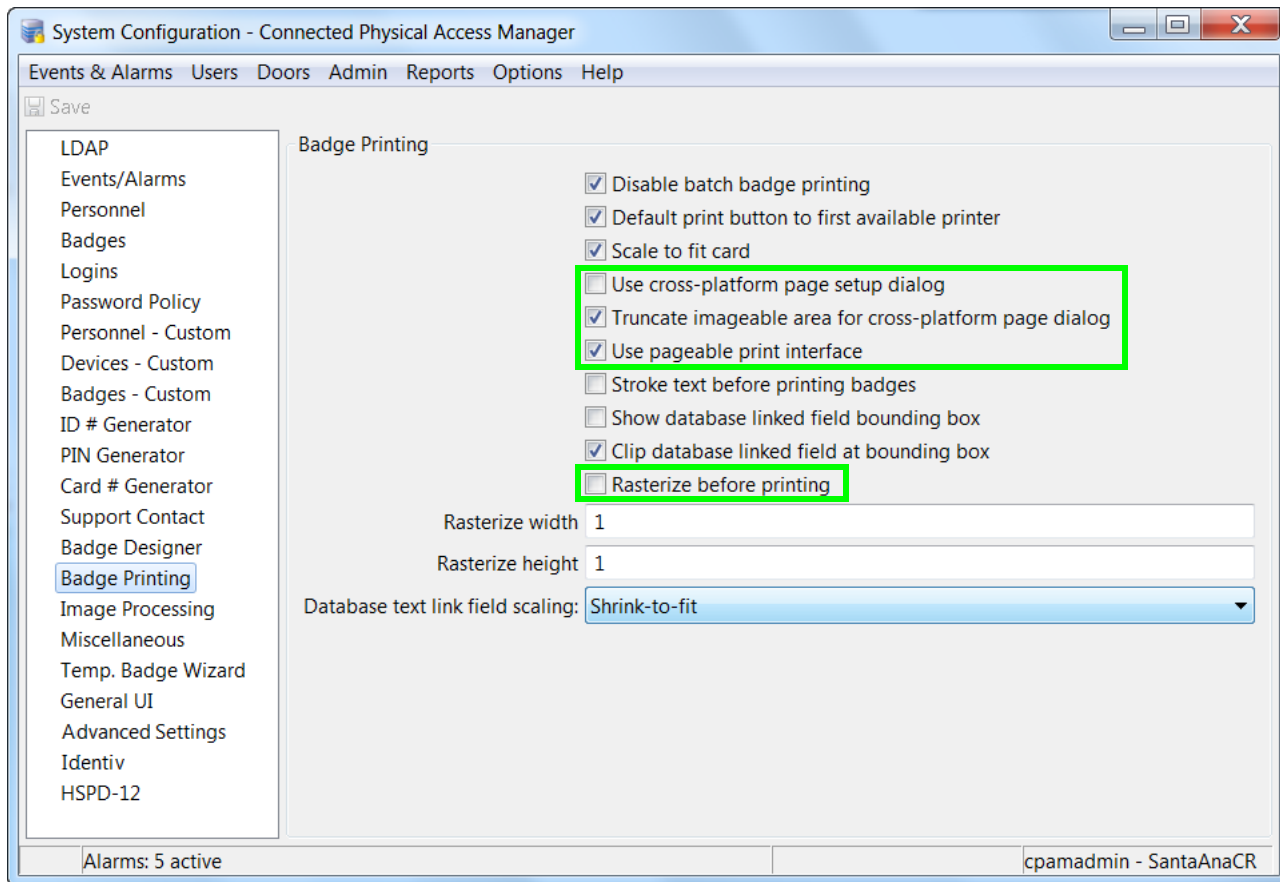 System Configuration - Connected Physical Access Manager
Events & Alarms Users Doors Admin Reports Options Help
Save
LDAP
Events/Alarms
Personnel
Badges
Logins
Password Policy
Personnel - Custom
Devices - Custom
Badges - Custom
ID # Generator
PIN Generator
Card # Generator
Support Contact
Badge Designer
Badge Printing
Image Processing
Miscellaneous
Temp. Badge Wizard
General UI
Advanced Settings
Identiv
HSPD-12
Badge Printing
Disable batch badge printing
Default print button to first available printer
Scale to fit card
Use cross-platform page setup dialog
Truncate imageable area for cross-platform page dialog
Use pageable print interface
Stroke text before printing badges
Show database linked field bounding box
Clip database linked field at bounding box
Rasterize before printing
Rasterize width 1
Rasterize height 1
Database text link field scaling: Shrink-to-fit
Alarms: 5 active
cpamadmin - SantaAnaCR